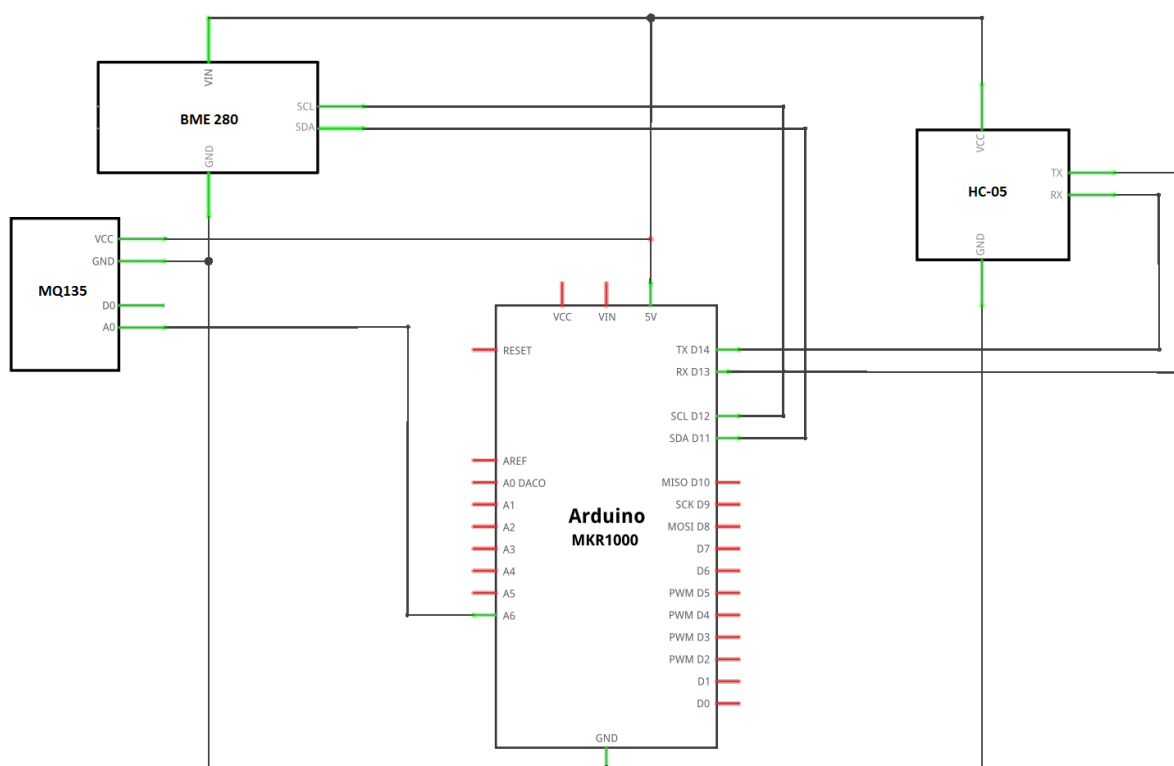 VIN
BME 280
SCL
SDA
GND
VCC
GND
MQ135
D0
A0
VCC
HC-05
TX
RX
GND
VCC
VIN
5V
RESET
TX D14
RX D13
SCL D12
SDA D11
AREF
A0 DACO
A1
A2
A3
A4
A5
A6
Arduino
MKR1000
MISO D10
SCK D9
MOSI D8
D7
D6
PWM D5
PWM D4
PWM D3
PWM D2
D1
D0
GND